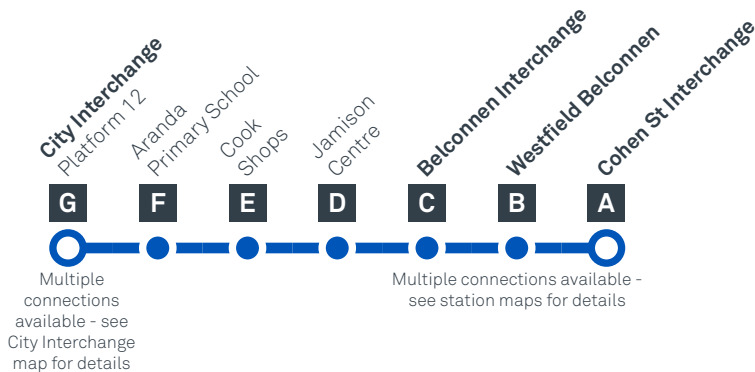 City Interchange
Platform 12
Aranda
Primary School
Cook
Shops
Jamison
Centre
Belconnen Interchange
Westfield Belconnen
Cohen St Interchange
G
F
E
D
C
B
A
Multiple
connections
available - see
City Interchange
map for details
Multiple connections available -
see station maps for details